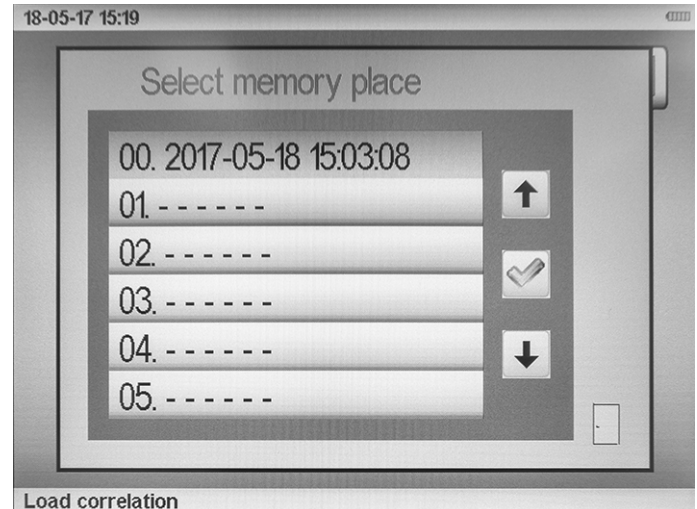 18-05-17 15:19
Select memory place
00. 2017-05-18 15:03:08
01. - - - - - -
02. - - - - - -
03. - - - - - -
04. - - - - - -
05. - - - - - -
Load correlation